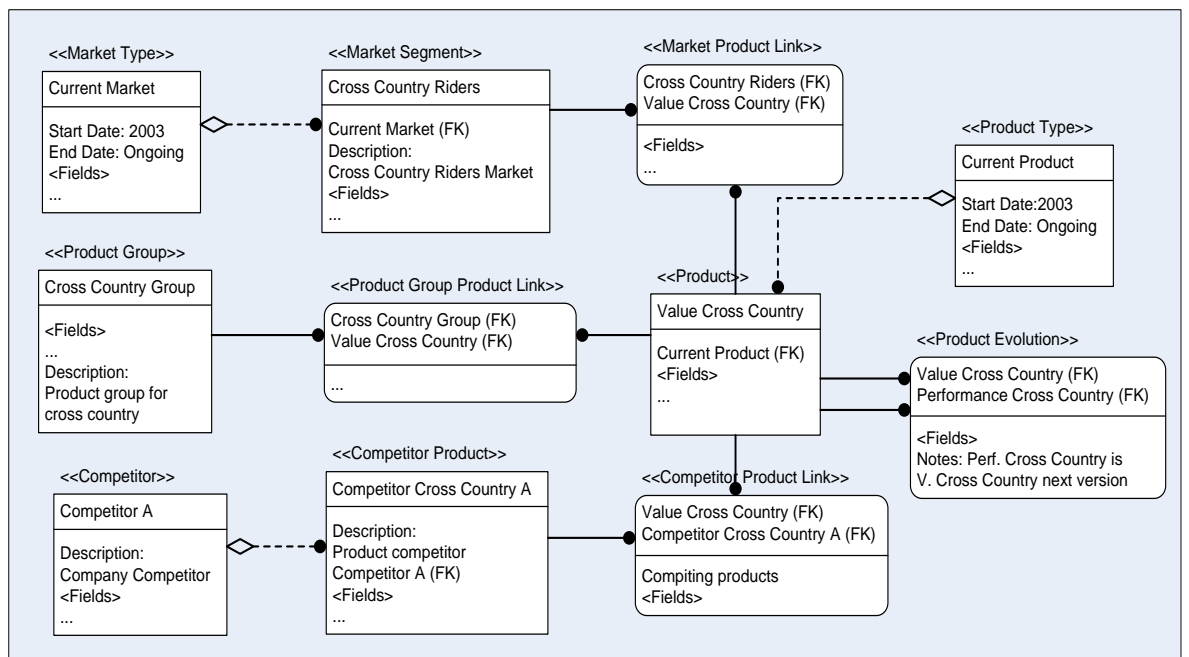 <<Market Type>>
Current Market
Start Date: 2003
End Date: Ongoing
<Fields>
...
<<Market Segment>>
Cross Country Riders
Current Market (FK)
Description:
Cross Country Riders Market
<Fields>
...
<<Market Product Link>>
Cross Country Riders (FK)
Value Cross Country (FK)
<Fields>
...
<<Product Type>>
Current Product
Start Date:2003
End Date: Ongoing
<Fields>
...
<<Product Group>>
Cross Country Group
<Fields>
...
Description:
Product group for
cross country
<<Product Group Product Link>>
Cross Country Group (FK)
Value Cross Country (FK)
...
<<Product>>
Value Cross Country
Current Product (FK)
<Fields>
...
<<Product Evolution>>
Value Cross Country (FK)
Performance Cross Country (FK)
<Fields>
Notes: Perf. Cross Country is
V. Cross Country next version
<<Competitor>>
Competitor A
Description:
Company Competitor
<Fields>
...
<<Competitor Product>>
Competitor Cross Country A
Description:
Product competitor
Competitor A (FK)
<Fields>
...
<<Competitor Product Link>>
Value Cross Country (FK)
Competitor Cross Country A (FK)
Compiting products
<Fields>